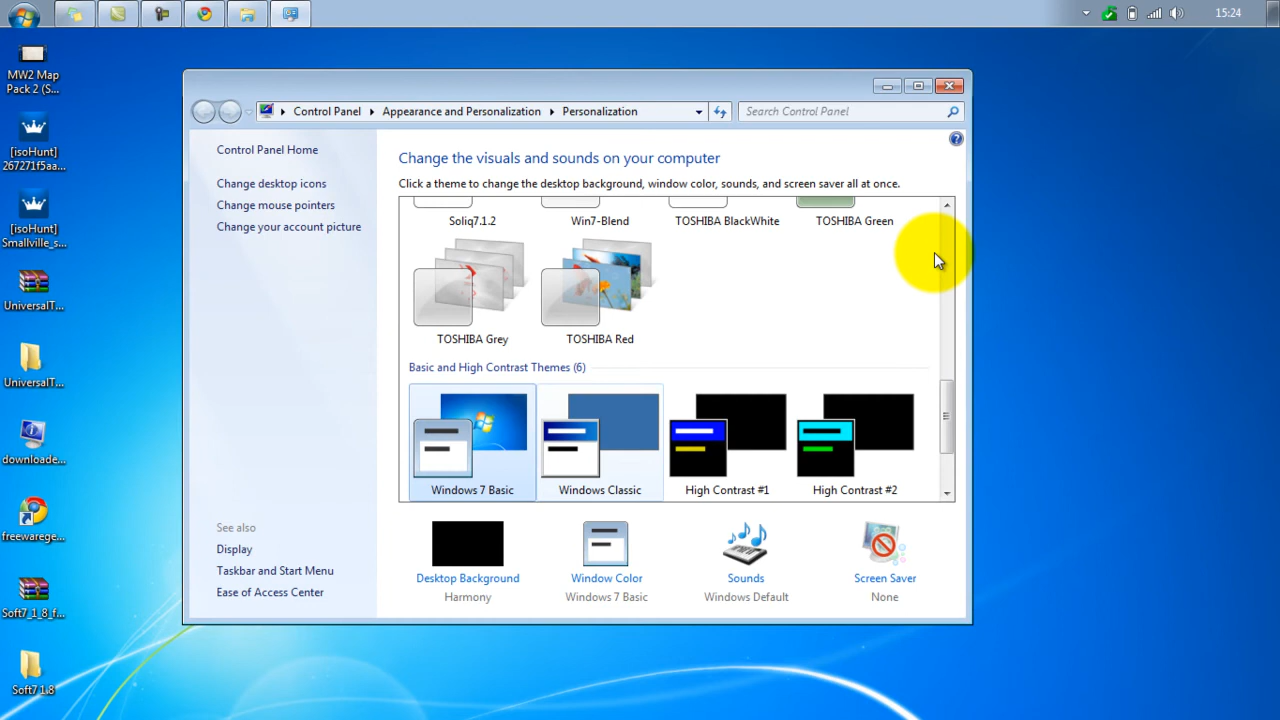 15:24
MW2 Map
Pack 2 (S...
[isoHunt]
267271f5aa...
[isoHunt]
Smallville_s...
UniversalT...
UniversalT...
downloade...
freewarege...
Soft7_1_8_f...
Soft7 1.8
Control Panel
Appearance and Personalization
Personalization
Search Control Panel
Control Panel Home
Change desktop icons
Change mouse pointers
Change your account picture
See also
Display
Taskbar and Start Menu
Ease of Access Center
Change the visuals and sounds on your computer
Click a theme to change the desktop background, window color, sounds, and screen saver all at once.
Soliq7.1.2
Win7-Blend
TOSHIBA BlackWhite
TOSHIBA Green
TOSHIBA Grey
TOSHIBA Red
Basic and High Contrast Themes (6)
Windows 7 Basic
Windows Classic
High Contrast #1
High Contrast #2
Desktop Background
Harmony
Window Color
Windows 7 Basic
Sounds
Windows Default
Screen Saver
None